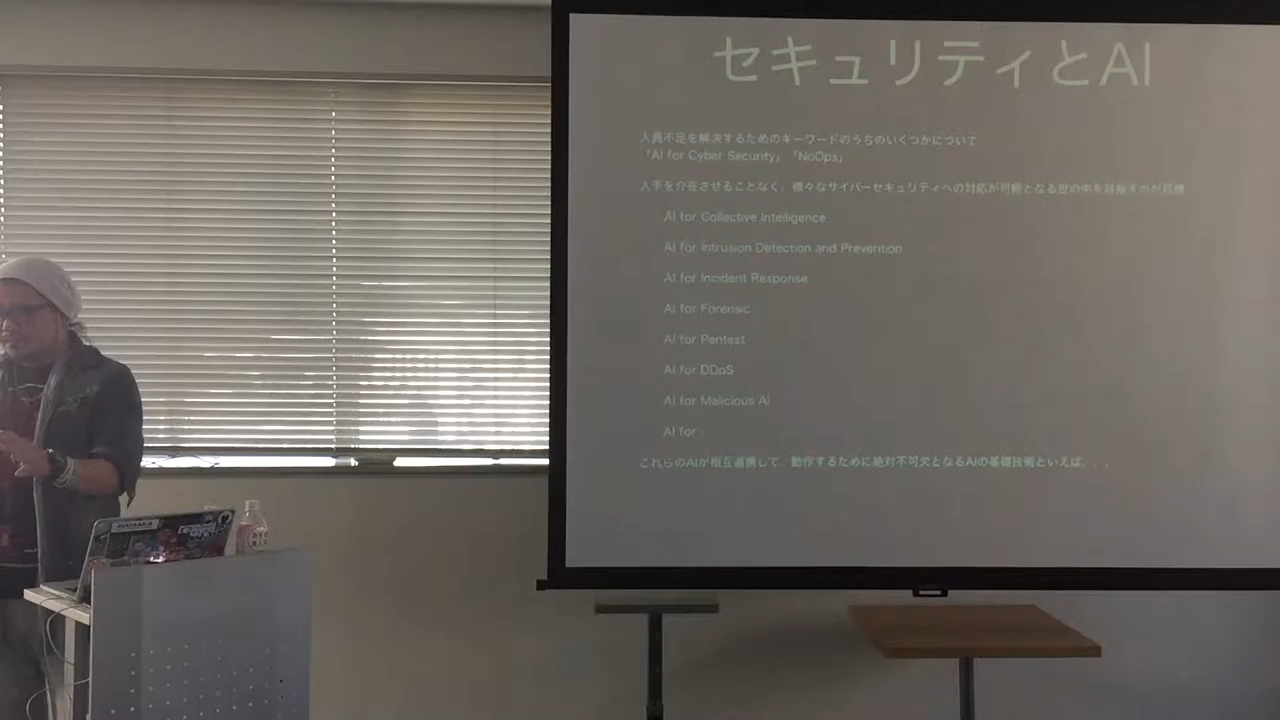 セキュリティとAI
人員不足を解決するためのキーワードのうちのいくつかについて
「AI for Cyber Security」「NoOps」
人手を介在させることなく、様々なサイバーセキュリティへの対応が可能となる世の中を目指すのが目標
AI for Collective Intelligence
AI for Intrusion Detection and Prevention
AI for Incident Response
AI for Forensic
AI for Pentest
AI for DDoS
AI for Malicious AI
AI for
これらのAIが相互連携して、動作するために絶対不可欠となるAIの基礎技術といえば．．．